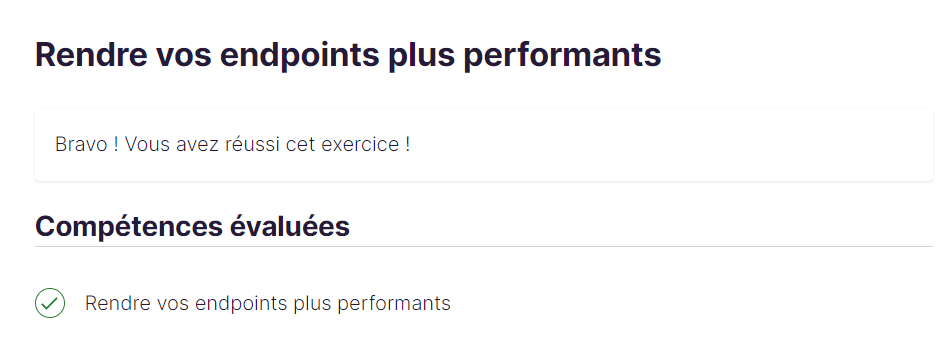 Rendre vos endpoints plus performants
Bravo ! Vous avez réussi cet exercice !
Compétences évaluées
Rendre vos endpoints plus performants